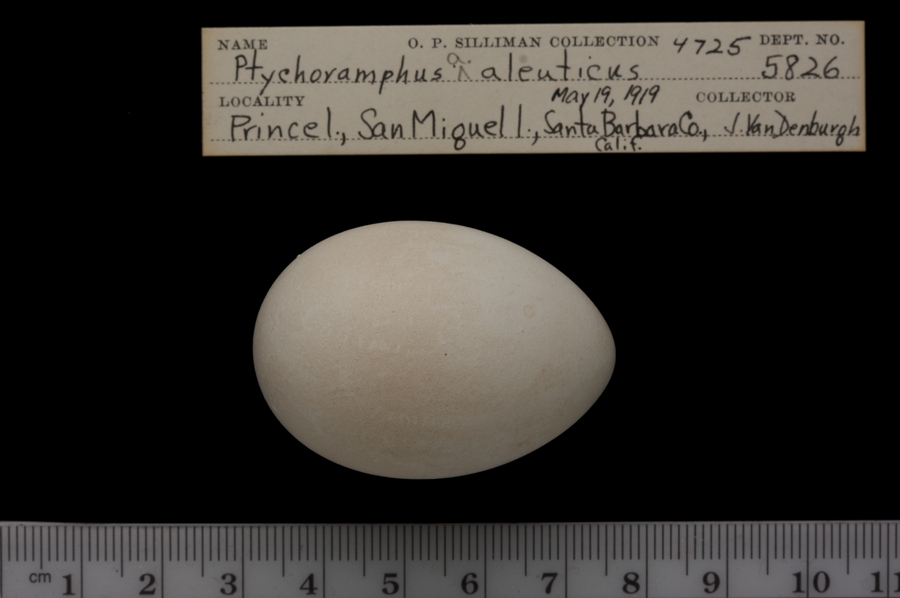 NAME O. P. SILLIMAN COLLECTION 4725 DEPT. NO.
Ptychoramphus a. aleuticus 5826
LOCALITY May 19, 1919 COLLECTOR
Prince I., San Miguel I., Santa Barbara Co., J. Van Denburgh
Calif.
cm 1 2 3 4 5 6 7 8 9 10 11